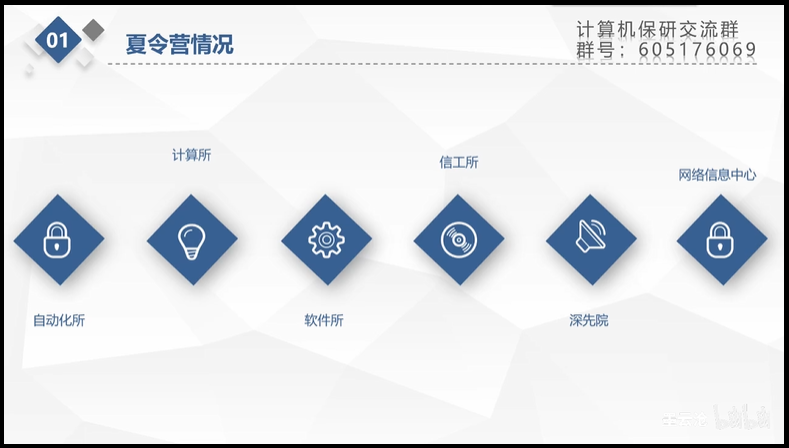 01
夏令营情况
计算机保研交流群
群号；605176069
计算所
信工所
网络信息中心
自动化所
软件所
深先院
bilibili